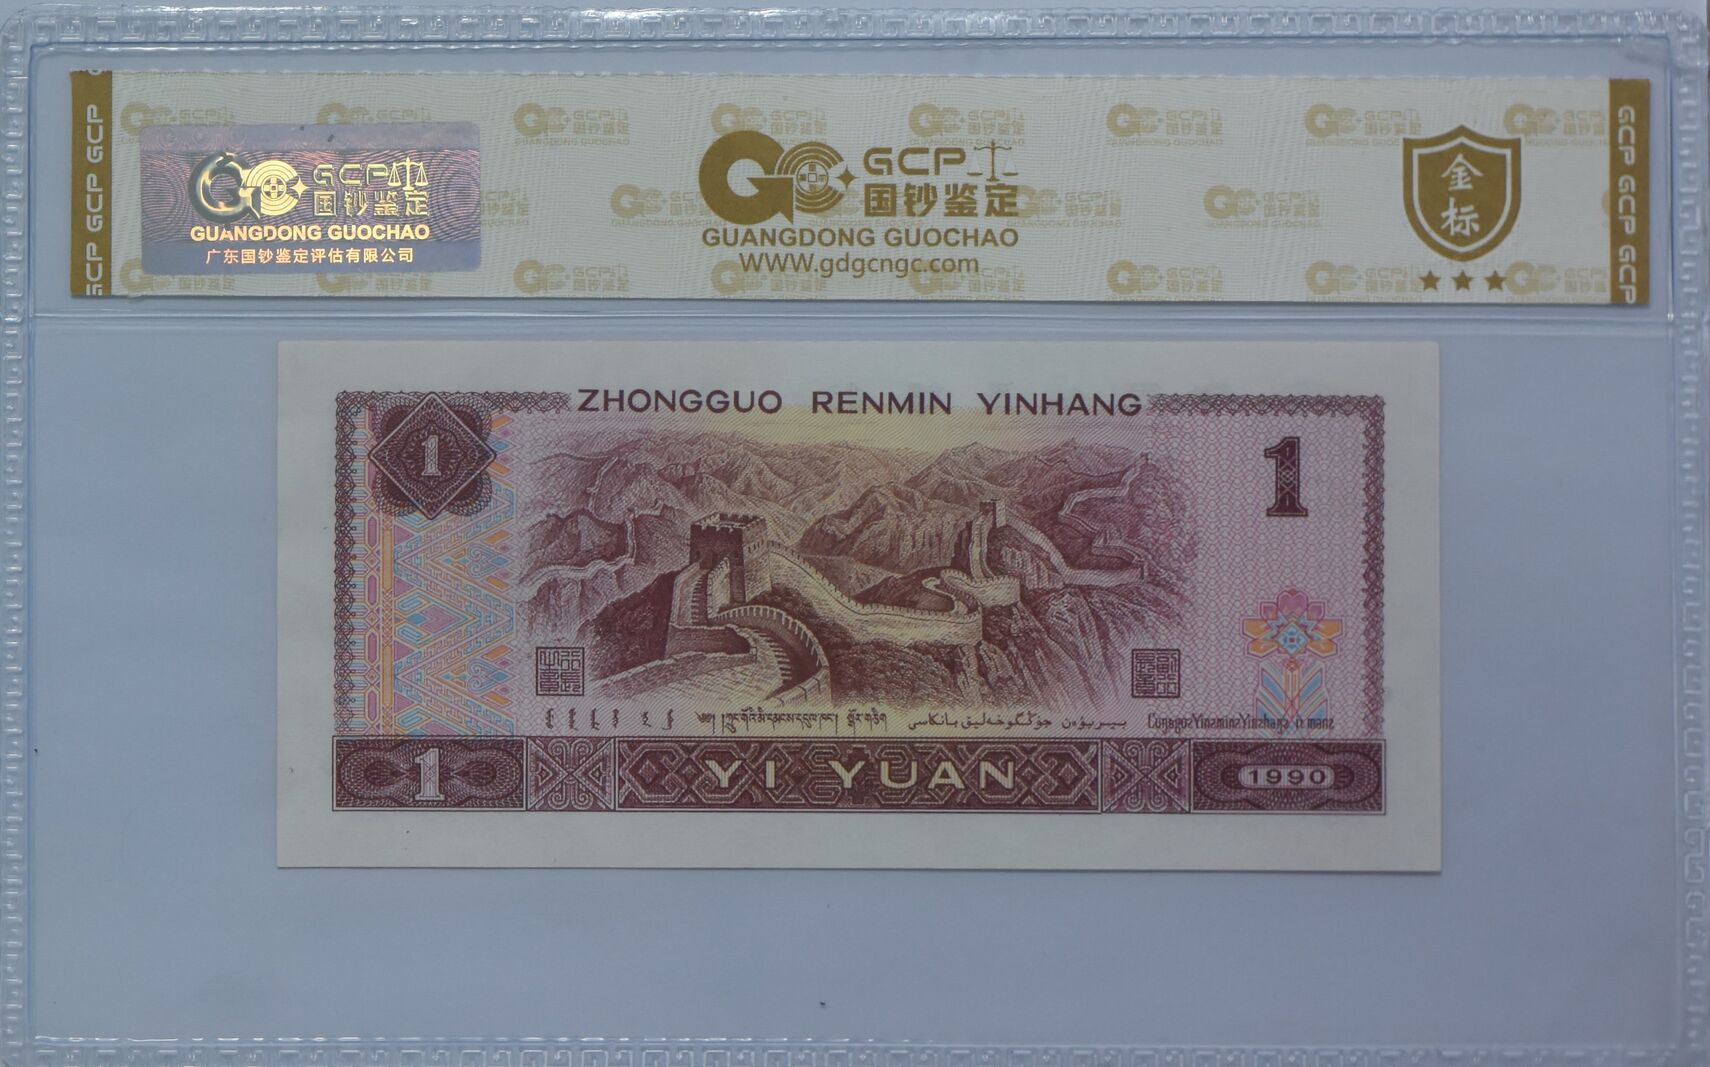 GCP GCP GCP
GCP
国钞鉴定
GUANGDONG GUOCHAO
广东国钞鉴定评估有限公司
GCP
国钞鉴定
GUANGDONG GUOCHAO
WWW.gdgcngc.com
金
标
GCP GCP GCP
ZHONGGUO RENMIN YINHANG
1
1
1
YI YUAN
1990